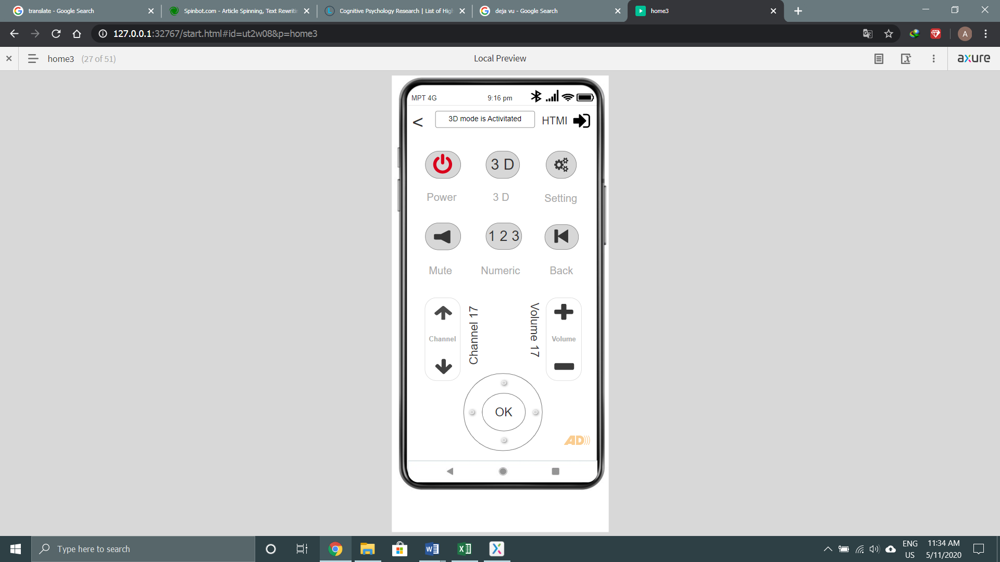 translate - Google Search
Spinbot.com - Article Spinning, Text Rewritin
Cognitive Psychology Research | List of High
deja vu - Google Search
home3
127.0.0.1:32767/start.html#id=ut2w08&p=home3
A
home3 (27 of 51)
Local Preview
axure
MPT 4G
9:16 pm
<
3D mode is Activitated
HTMI
3 D
Power
3 D
Setting
1 2 3
Mute
Numeric
Back
Channel
Channel 17
Volume 17
Volume
OK
AD
Type here to search
ENG
US
11:34 AM
5/11/2020